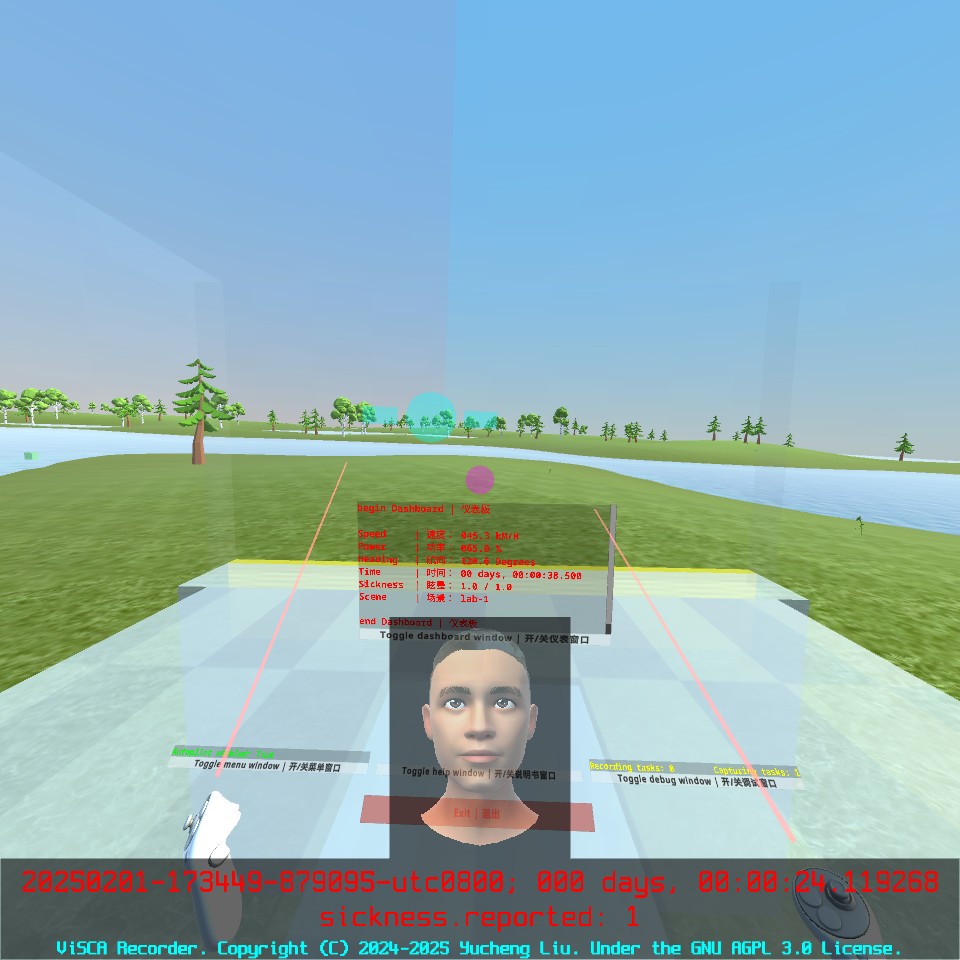 begin Dashboard | 仪表板
Speed | 速度： 045.3 kM/H
Power | 功率： 065.0 %
Heading | 航向： Degrees
Time | 时间： 00 days, 00:00:38.500
Sickness | 眩晕： 1.0 / 1.0
Scene | 场景： lab-1
end Dashboard | 仪表板
Toggle dashboard window | 开/关仪表窗口
Toggle menu window | 开/关菜单窗口
Toggle help window | 开/关说明书窗口
Recording tasks: 0 Capturing tasks: 1
Toggle debug window | 开/关调试窗口
Exit | 退出
20250201-173449-879095-utc0800; 000 days, 00:00:24.119268
sickness.reported: 1
ViSCA Recorder. Copyright (C) 2024-2025 Yucheng Liu. Under the GNU AGPL 3.0 License.